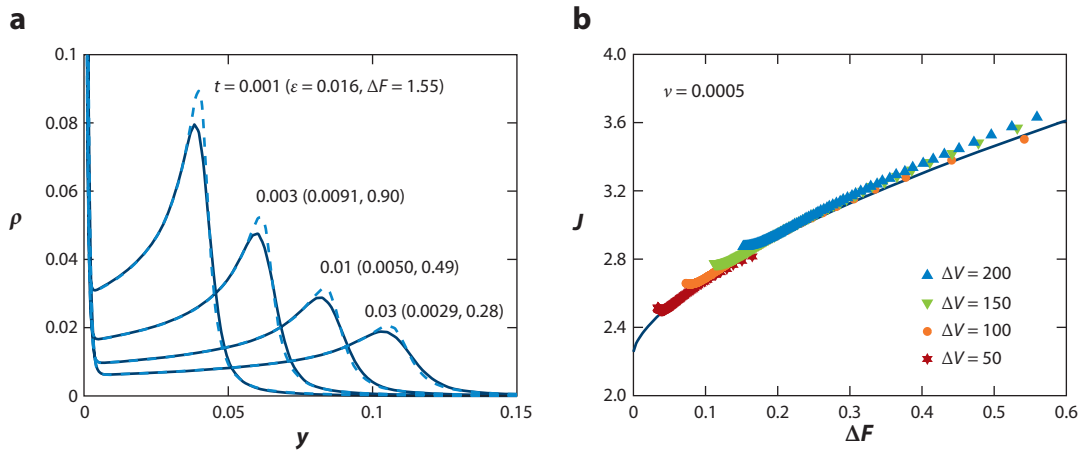 a
0.1
0.08
0.06
0.04
0.02
0
ρ
0
0.05
0.1
0.15
y
t = 0.001 (ε = 0.016, ΔF = 1.55)
0.003 (0.0091, 0.90)
0.01 (0.0050, 0.49)
0.03 (0.0029, 0.28)
b
4.0
3.6
3.2
2.8
2.4
2.0
J
0
0.1
0.2
0.3
0.4
0.5
0.6
ΔF
ν = 0.0005
ΔV = 200
ΔV = 150
ΔV = 100
ΔV = 50